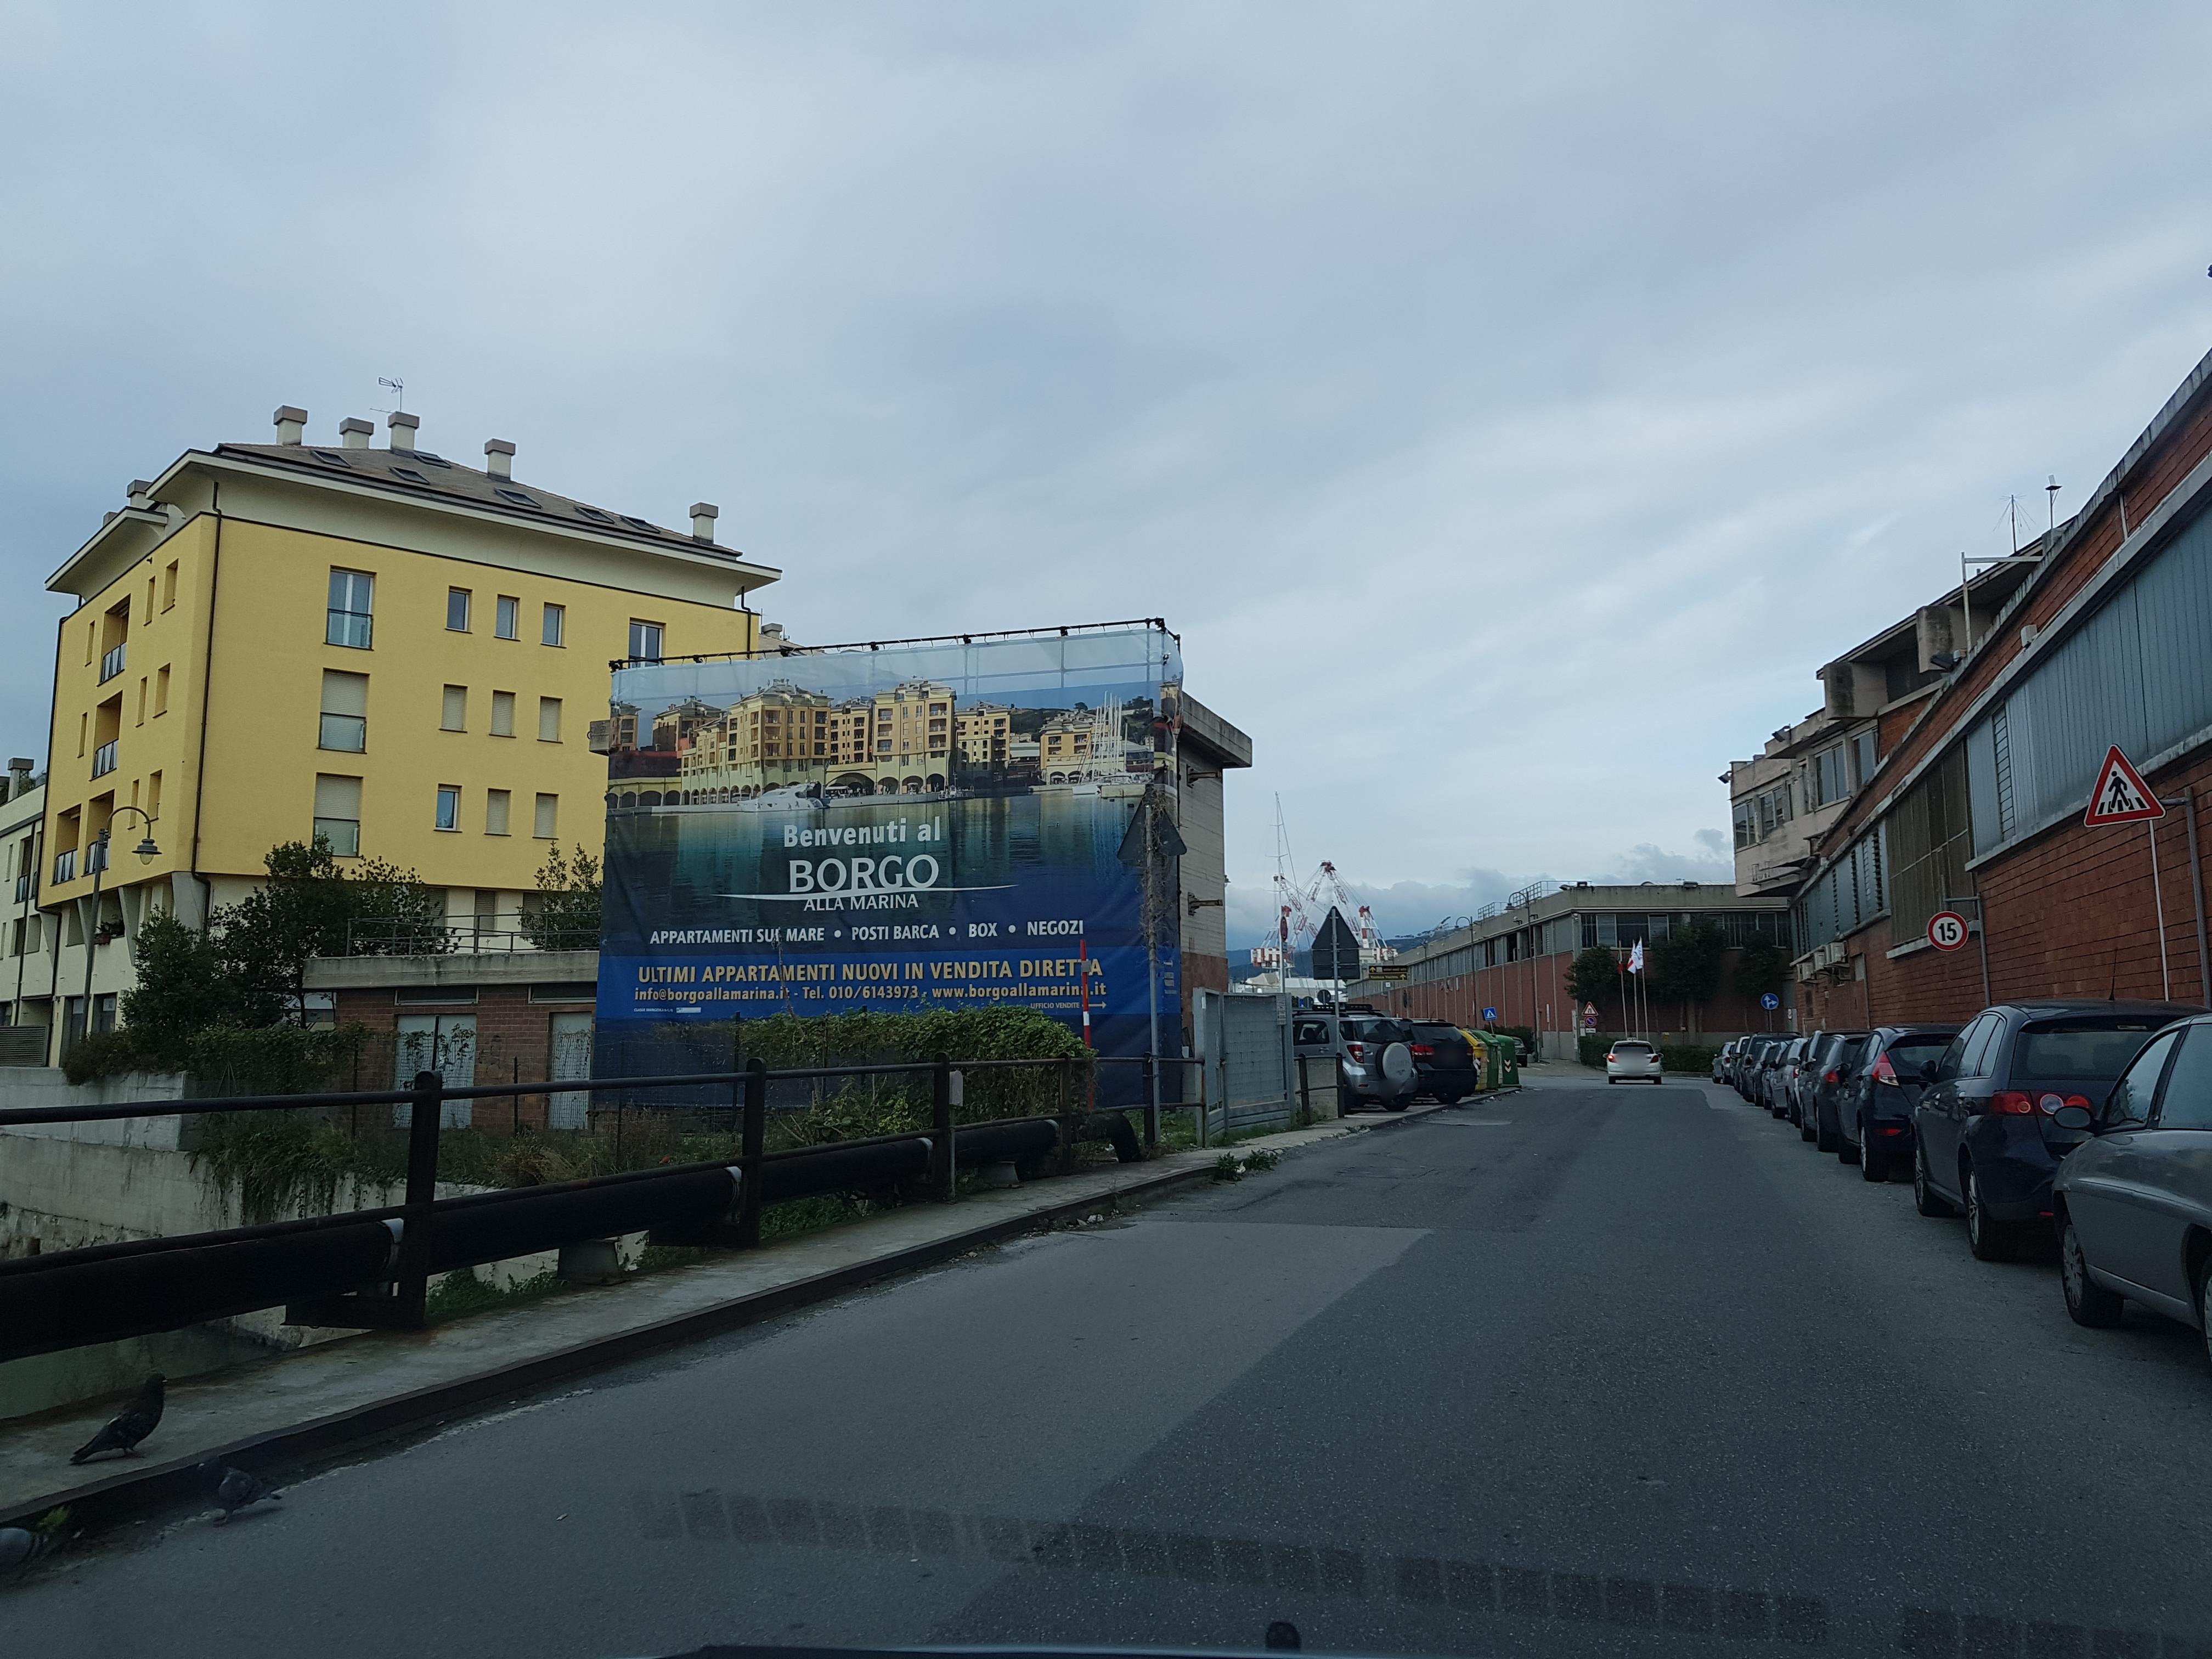 Benvenuti al
BORGO
ALLA MARINA
APPARTAMENTI SUL MARE • POSTI BARCA • BOX • NEGOZI
ULTIMI APPARTAMENTI NUOVI IN VENDITA DIRETTA
info@borgoallamarina.it - Tel. 010/6143973 - www.borgoallamarina.it
UFFICIO VENDITE
15